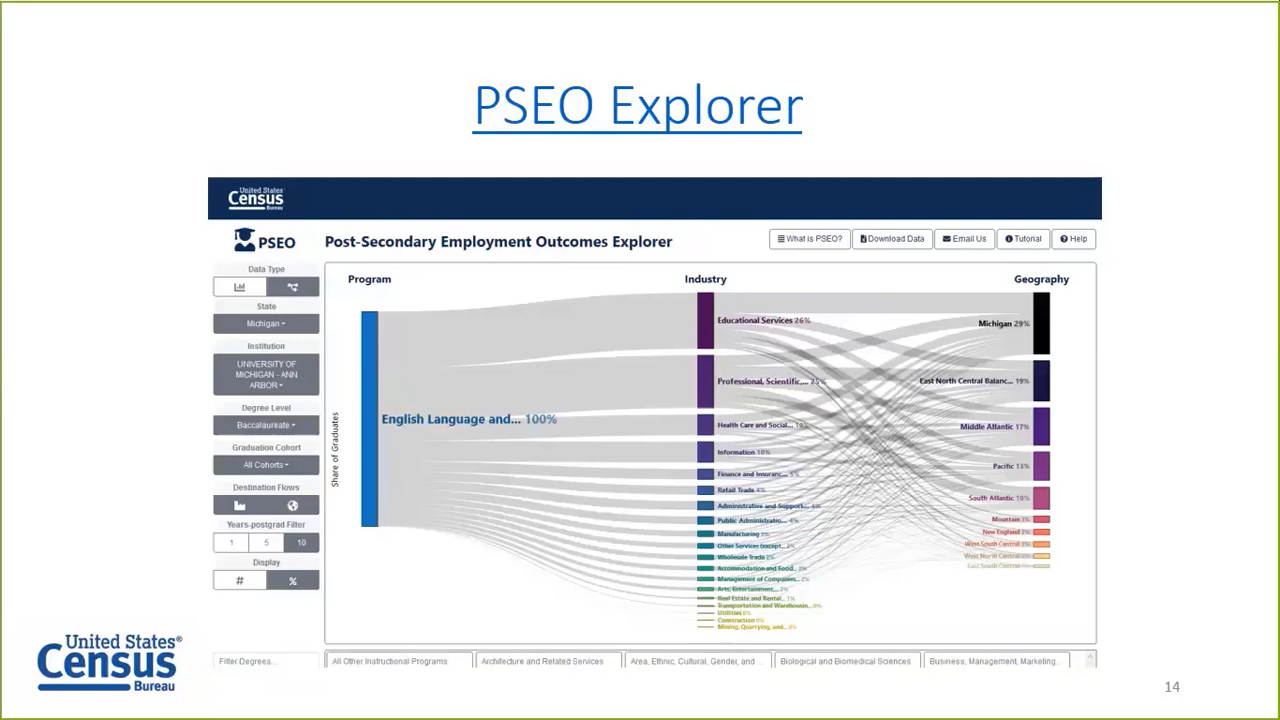 PSEO Explorer
United States
Census
Bureau
PSEO
Post-Secondary Employment Outcomes Explorer
What is PSEO?
Download Data
Email Us
Tutorial
Help
Data Type
State
Michigan
Institution
UNIVERSITY OF
MICHIGAN - ANN
ARBOR
Degree Level
Baccalaureate
Graduation Cohort
All Cohorts
Destination Flows
Years-postgrad Filter
1 5 10
Display
# %
Filter Degrees...
Program
Industry
Geography
Share of Graduates
English Language and... 100%
Educational Services 26%
Professional, Scientific,... 25%
Health Care and Social...
Information 10%
Finance and Insuranc... 5%
Retail Trade 4%
Administrative and Support... 4%
Public Administratio... 4%
Manufacturing
Other Services (except... 2%
Wholesale Trade 2%
Accommodation and Food... 2%
Management of Companies... 2%
Arts, Entertainment...
Real Estate and Rental... 1%
Transportation and Warehousin... 0%
Utilities 0%
Construction 0%
Mining, Quarrying, and... 0%
Michigan 29%
East North Central Balanc... 19%
Middle Atlantic 17%
Pacific 13%
South Atlantic 10%
Mountain 3%
New England
West South Central
West North Central
East South Central
All Other Instructional Programs
Architecture and Related Services
Area, Ethnic, Cultural, Gender, and ...
Biological and Biomedical Sciences
Business, Management, Marketing,
United States®
Census
Bureau
14